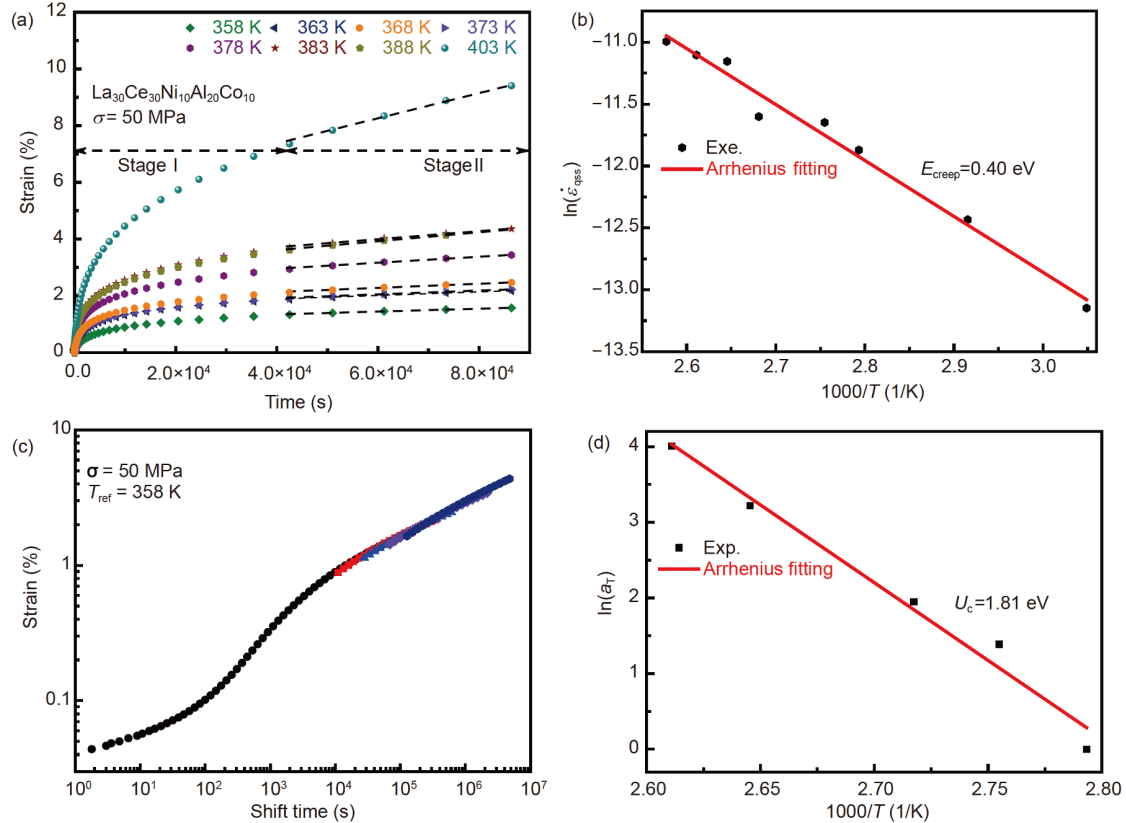 (a)
12
10
8
6
4
2
0
Strain (%)
358 K 363 K 368 K 373 K
378 K 383 K 388 K 403 K
La₃₀Ce₃₀Ni₁₀Al₂₀Co₁₀
σ= 50 MPa
Stage I
StageII
0.0 2.0×10⁴ 4.0×10⁴ 6.0×10⁴ 8.0×10⁴
Time (s)
(b)
−11.0
−11.5
−12.0
−12.5
−13.0
−13.5
ln(ε̇qss)
Exe.
Arrhenius fitting
Ecreep=0.40 eV
2.6 2.7 2.8 2.9 3.0
1000/T (1/K)
(c)
10
1
0.1
Strain (%)
σ = 50 MPa
Tref = 358 K
10⁰ 10¹ 10² 10³ 10⁴ 10⁵ 10⁶ 10⁷
Shift time (s)
(d)
4
3
2
1
0
ln(aT)
Exp.
Arrhenius fitting
Uc=1.81 eV
2.60 2.65 2.70 2.75 2.80
1000/T (1/K)